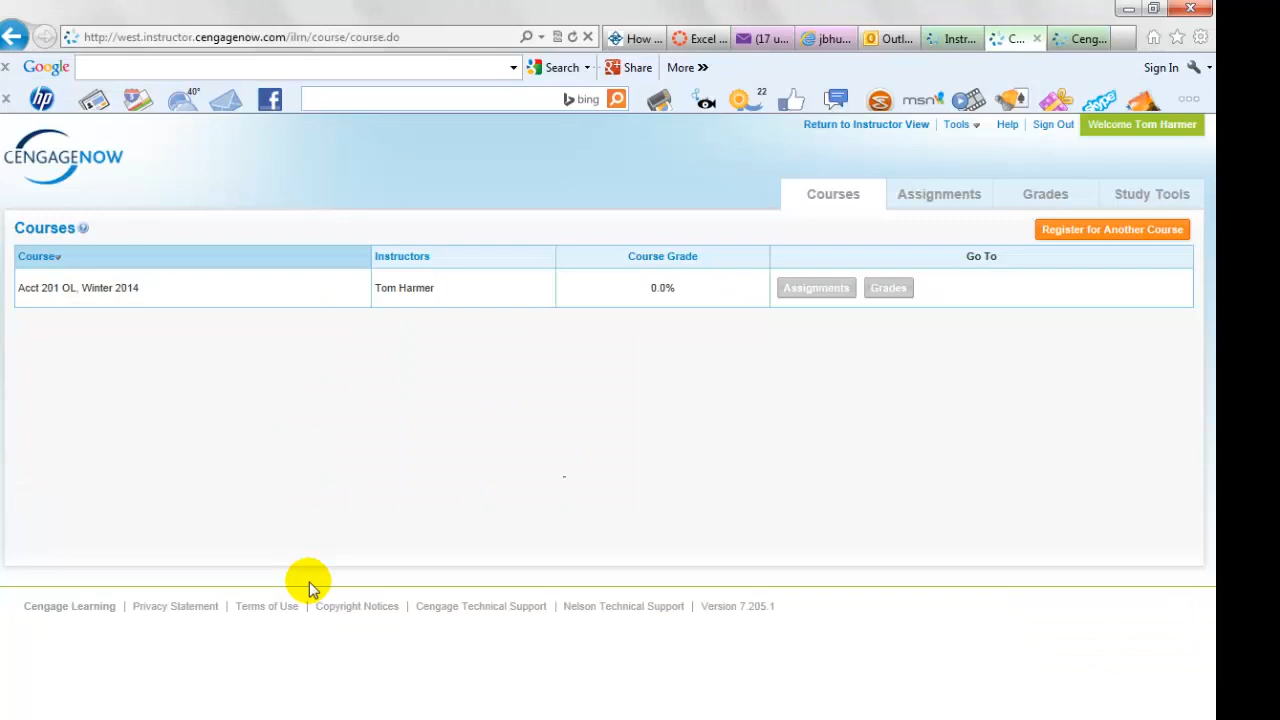 http://west.instructor.cengagenow.com/ilrn/course/course.do
How ...
Excel ...
(17 u...
jbhu...
Outl...
Instr...
C...
Ceng...
Google
Search
Share
More »
Sign In
hp
40°
bing
22
msn
skype
Return to Instructor View
Tools
Help
Sign Out
Welcome Tom Harmer
CENGAGENOW
Courses
Assignments
Grades
Study Tools
Courses
Register for Another Course
Course
Instructors
Course Grade
Go To
Acct 201 OL, Winter 2014
Tom Harmer
0.0%
Assignments
Grades
Cengage Learning | Privacy Statement | Terms of Use | Copyright Notices | Cengage Technical Support | Nelson Technical Support | Version 7.205.1